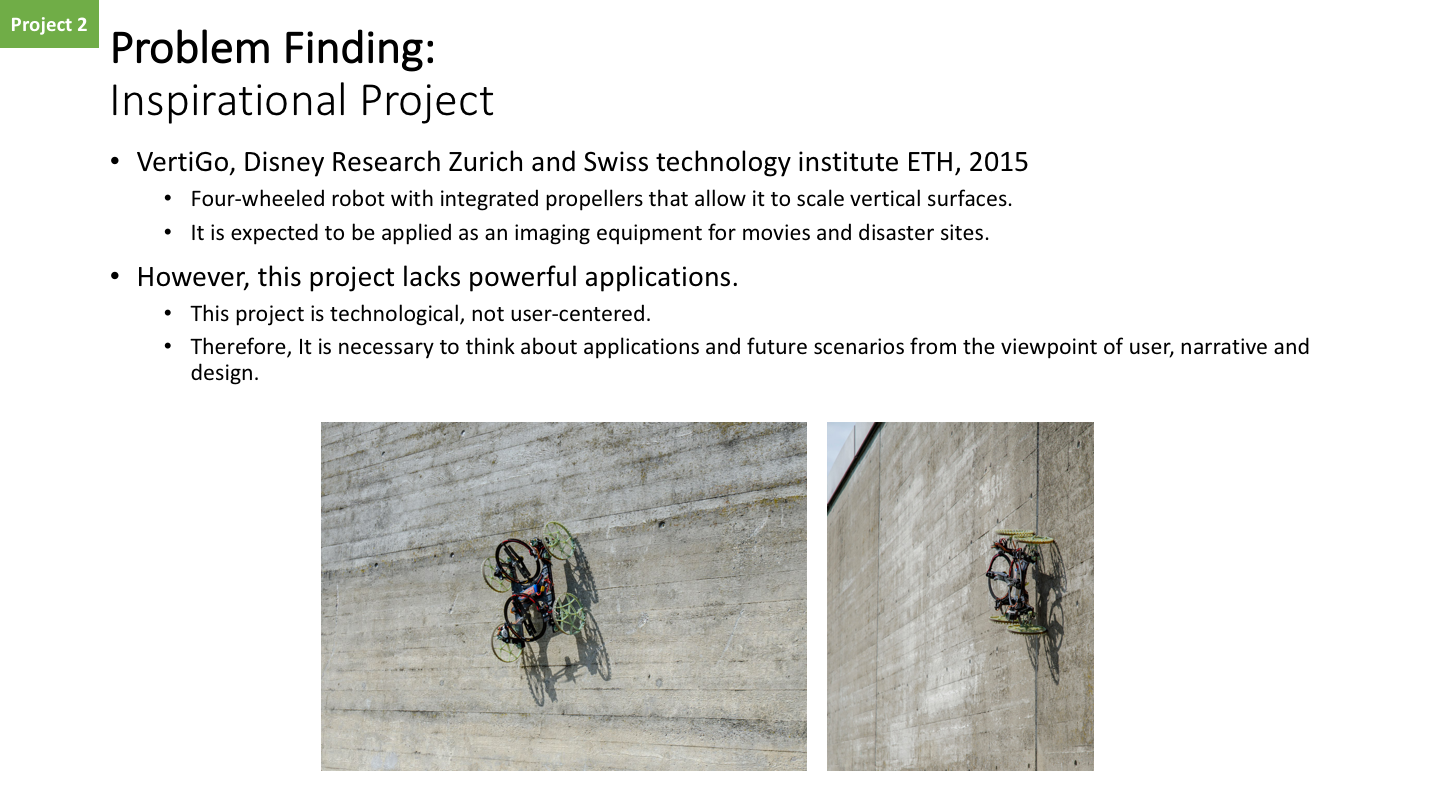 Project 2
Problem Finding:
Inspirational Project
• VertiGo, Disney Research Zurich and Swiss technology institute ETH, 2015
• Four-wheeled robot with integrated propellers that allow it to scale vertical surfaces.
• It is expected to be applied as an imaging equipment for movies and disaster sites.
• However, this project lacks powerful applications.
• This project is technological, not user-centered.
• Therefore, It is necessary to think about applications and future scenarios from the viewpoint of user, narrative and
design.